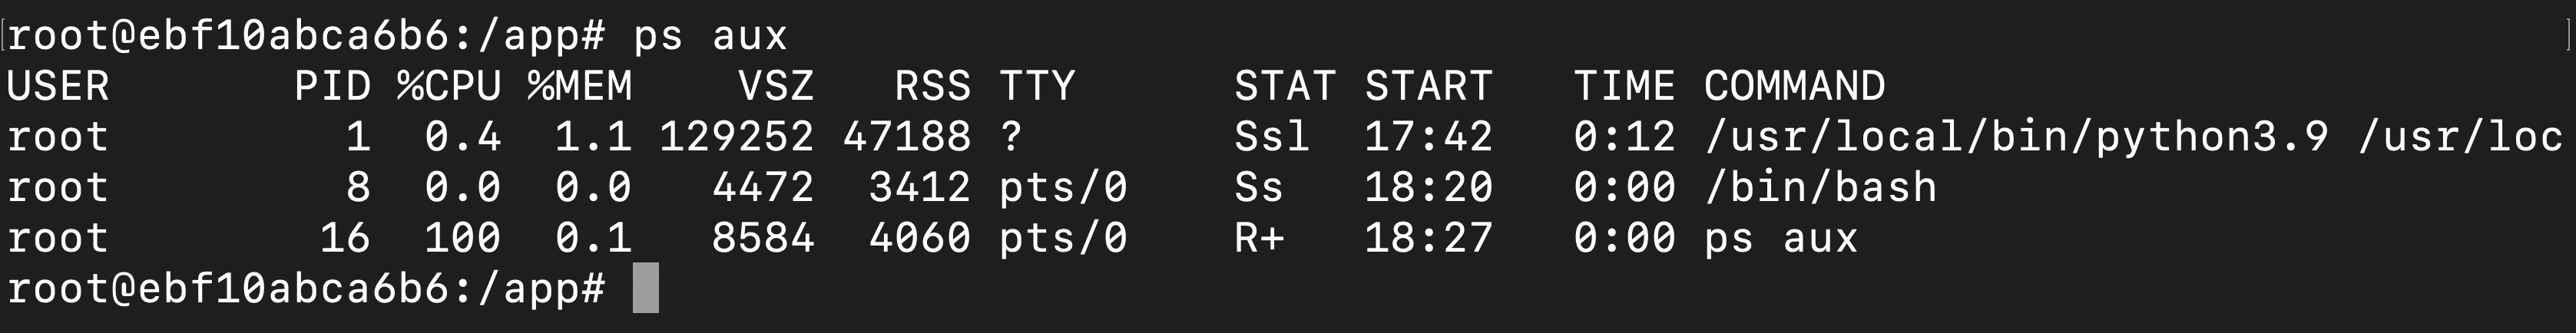 [root@ebf10abca6b6:/app# ps aux ]
USER       PID %CPU %MEM    VSZ   RSS TTY      STAT START   TIME COMMAND
root         1  0.4  1.1 129252 47188 ?        Ssl  17:42   0:12 /usr/local/bin/python3.9 /usr/loc
root         8  0.0  0.0   4472  3412 pts/0    Ss   18:20   0:00 /bin/bash
root        16  100  0.1   8584  4060 pts/0    R+   18:27   0:00 ps aux
root@ebf10abca6b6:/app#